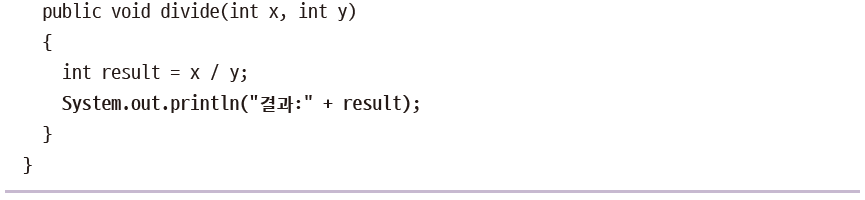 public void divide(int x, int y)
{
int result = x / y;
System.out.println("결과:" + result);
}
}